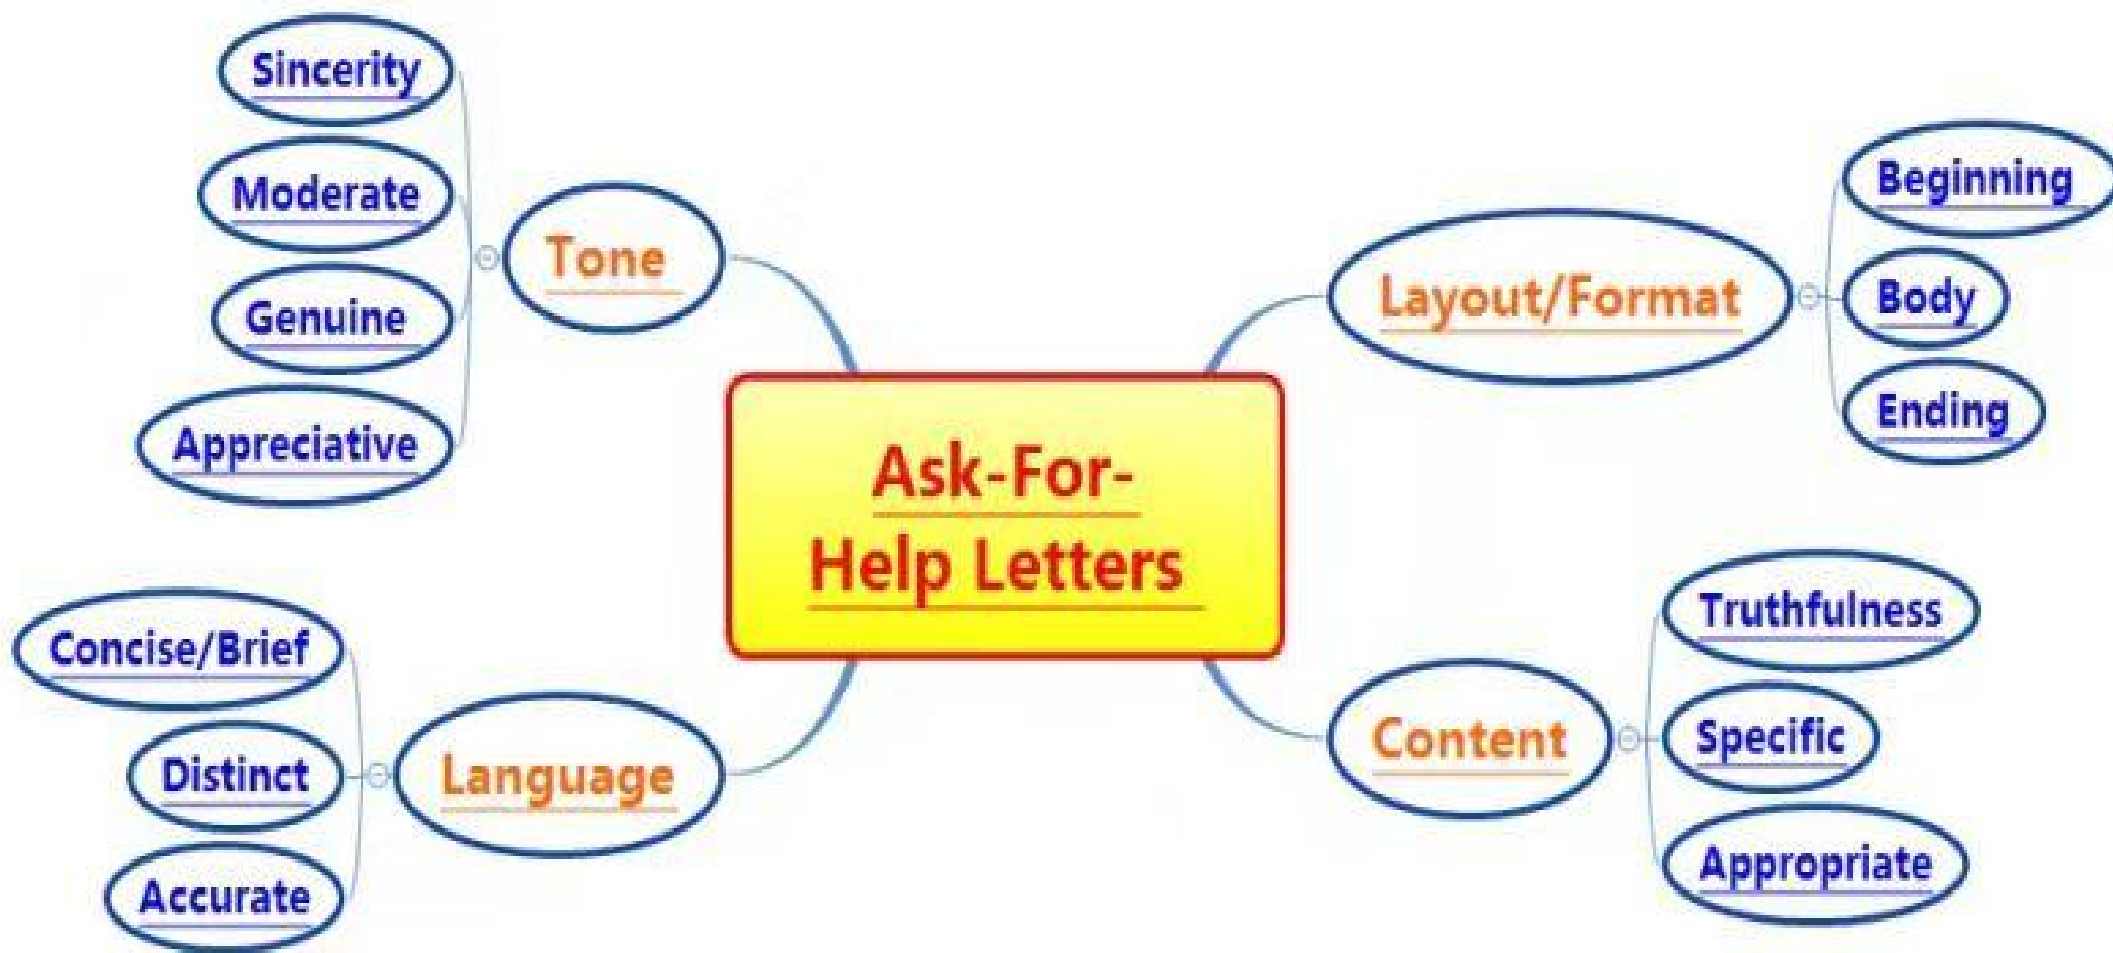 Ask-For-
Help Letters
Tone
Sincerity
Moderate
Genuine
Appreciative
Language
Concise/Brief
Distinct
Accurate
Layout/Format
Beginning
Body
Ending
Content
Truthfulness
Specific
Appropriate